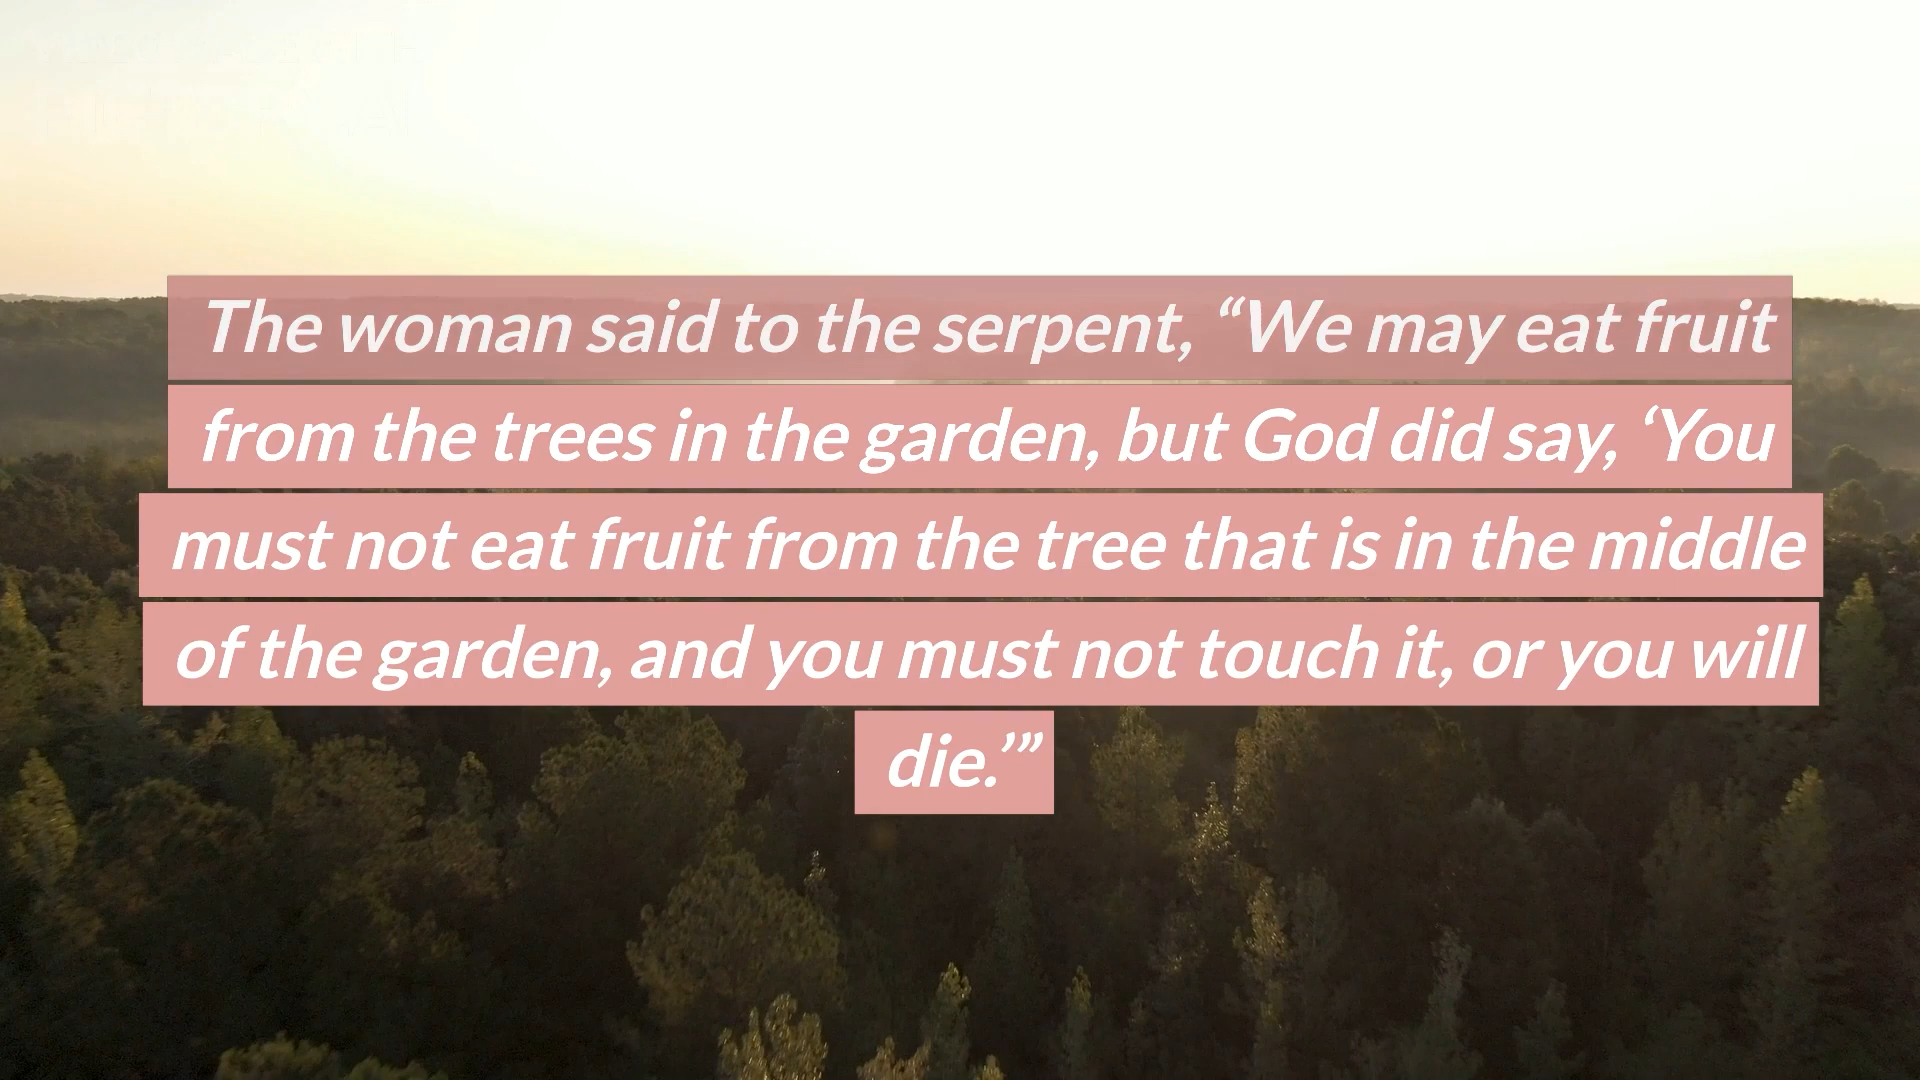 The woman said to the serpent, “We may eat fruit
from the trees in the garden, but God did say, ‘You
must not eat fruit from the tree that is in the middle
of the garden, and you must not touch it, or you will
die.’”